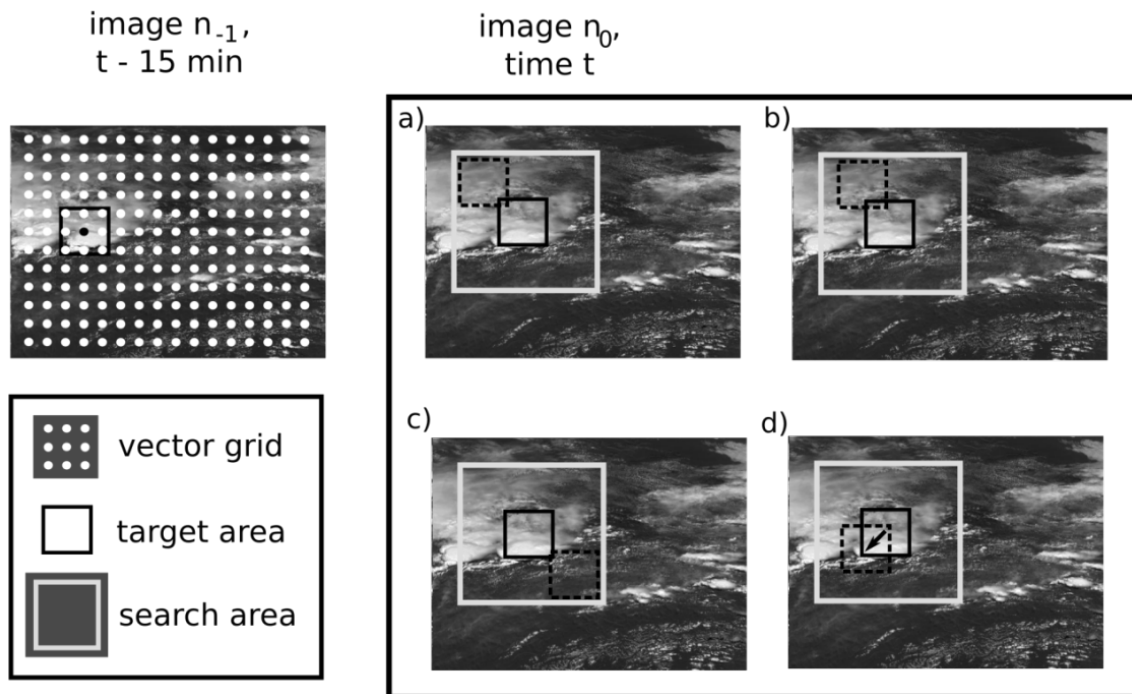 image n-1,
t - 15 min
image n0,
time t
a)
b)
c)
d)
vector grid
target area
search area